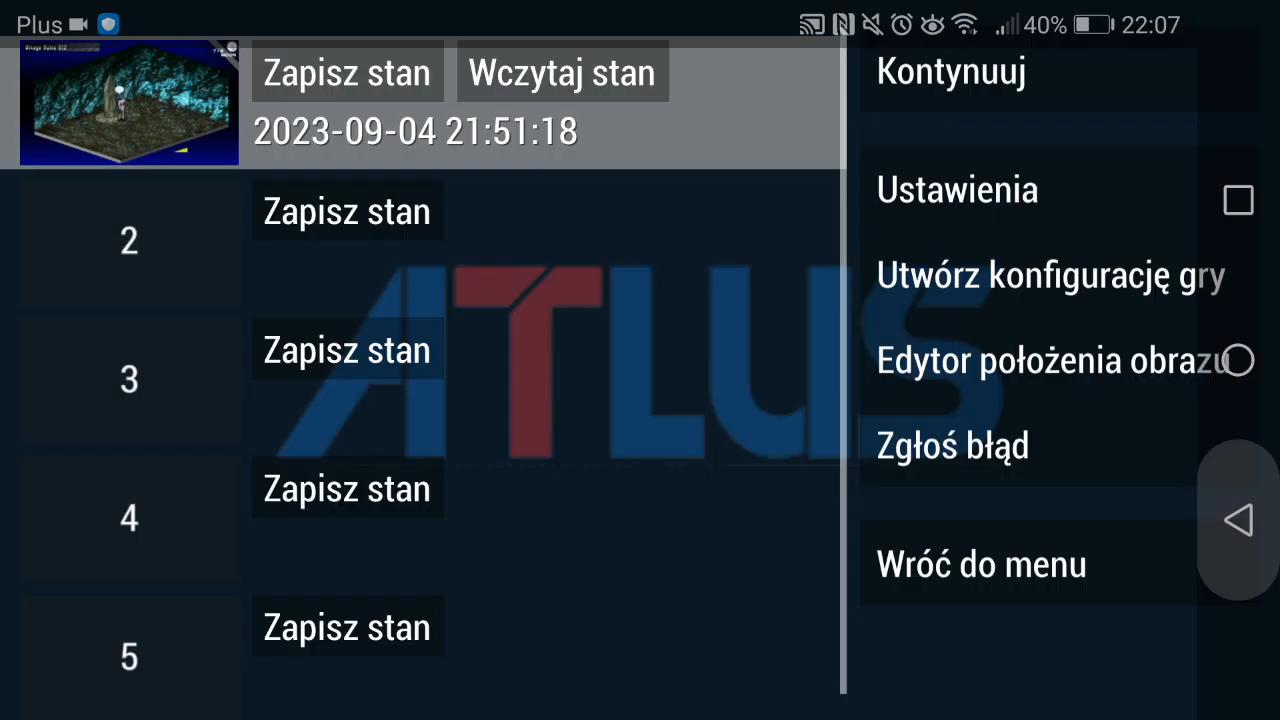 Plus
40% 22:07
Zapisz stan Wczytaj stan
2023-09-04 21:51:18
2 Zapisz stan
3 Zapisz stan
4 Zapisz stan
5 Zapisz stan
ATLUS
Kontynuuj
Ustawienia
Utwórz konfigurację gry
Edytor położenia obrazu
Zgłoś błąd
Wróć do menu